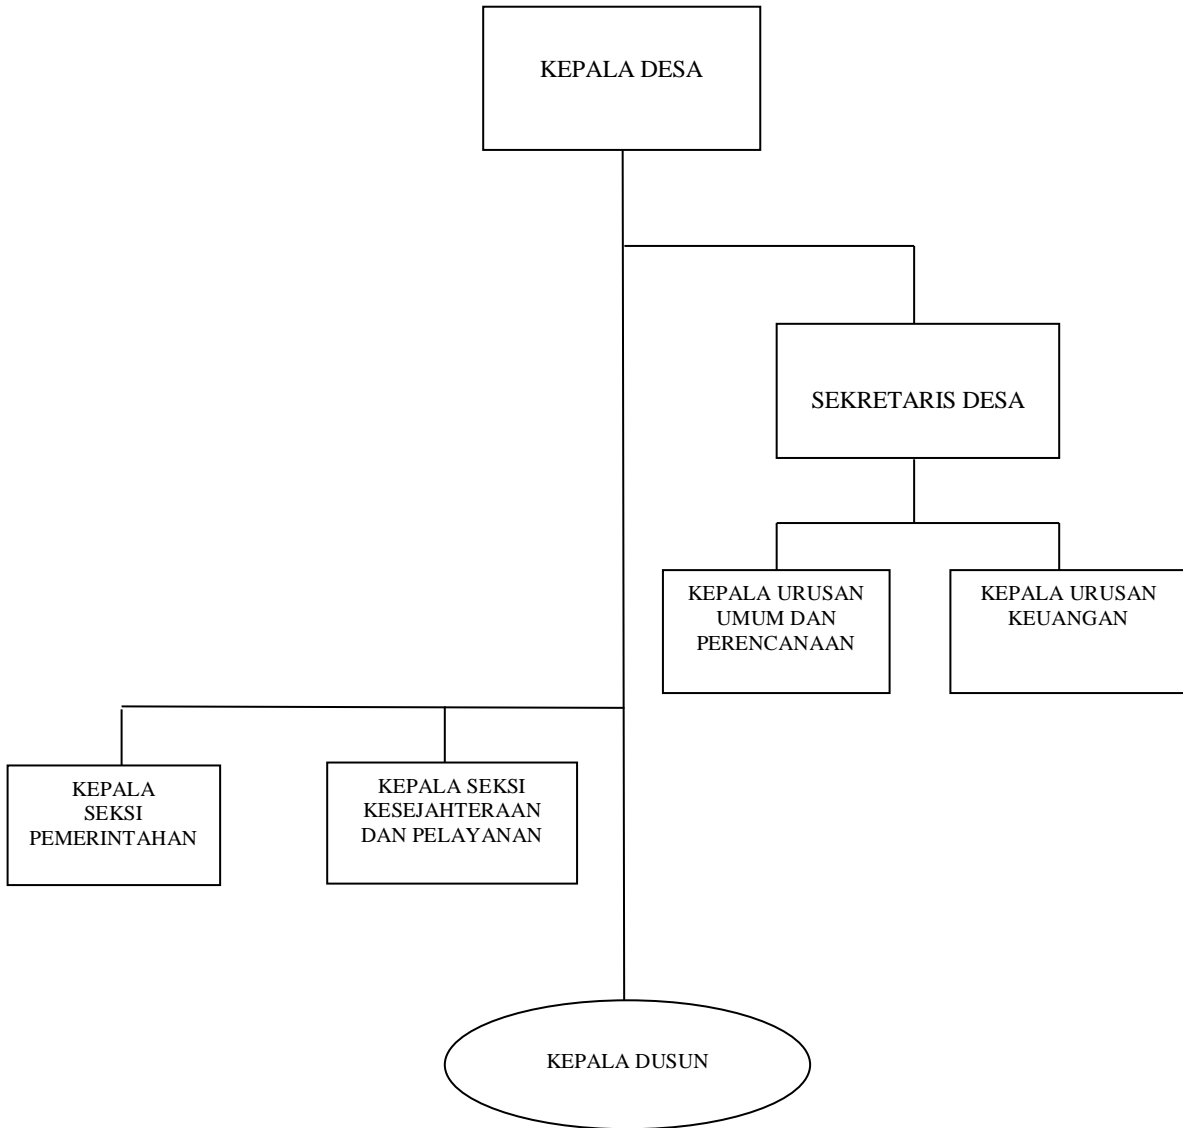 KEPALA DESA
SEKRETARIS DESA
KEPALA URUSAN
UMUM DAN
PERENCANAAN
KEPALA URUSAN
KEUANGAN
KEPALA
SEKSI
PEMERINTAHAN
KEPALA SEKSI
KESEJAHTERAAN
DAN PELAYANAN
KEPALA DUSUN